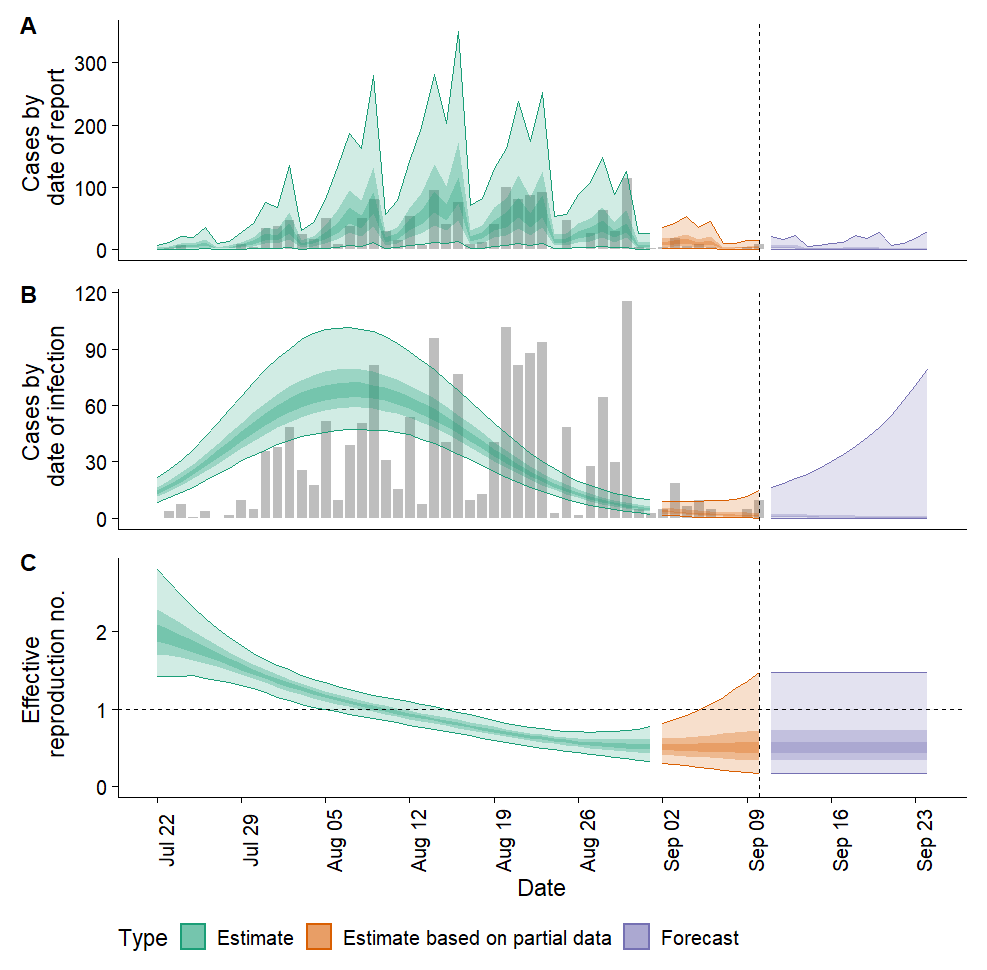 A
Cases by
date of report
300
200
100
0
B
Cases by
date of infection
120
90
60
30
0
C
Effective
reproduction no.
2
1
0
Jul 22
Jul 29
Aug 05
Aug 12
Aug 19
Aug 26
Sep 02
Sep 09
Sep 16
Sep 23
Date
Type Estimate Estimate based on partial data Forecast